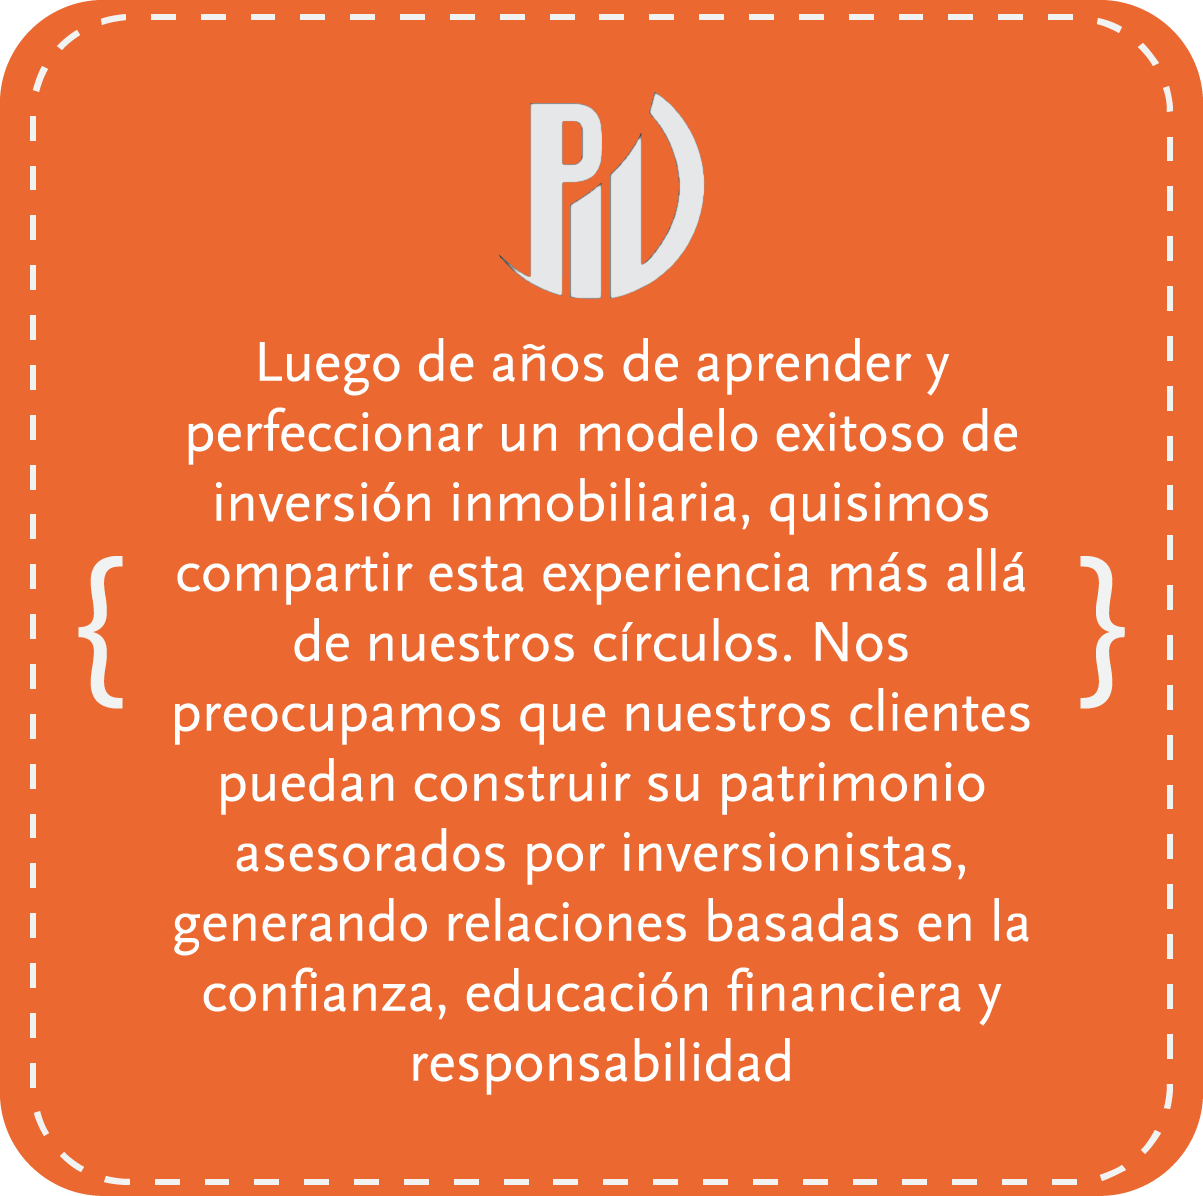 Luego de años de aprender y
perfeccionar un modelo exitoso de
inversión inmobiliaria, quisimos
compartir esta experiencia más allá
de nuestros círculos. Nos
preocupamos que nuestros clientes
puedan construir su patrimonio
asesorados por inversionistas,
generando relaciones basadas en la
confianza, educación financiera y
responsabilidad